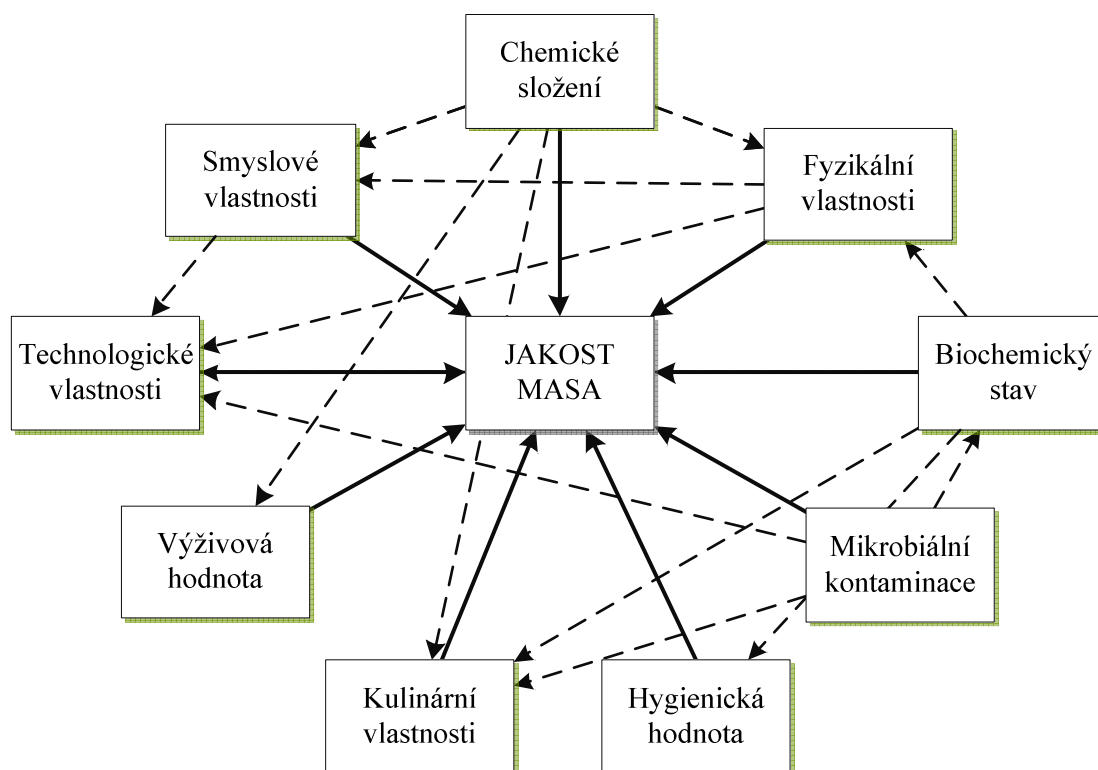 Chemické
složení
Smyslové
vlastnosti
Fyzikální
vlastnosti
Technologické
vlastnosti
JAKOST
MASA
Biochemický
stav
Výživová
hodnota
Mikrobiální
kontaminace
Kulinární
vlastnosti
Hygienická
hodnota